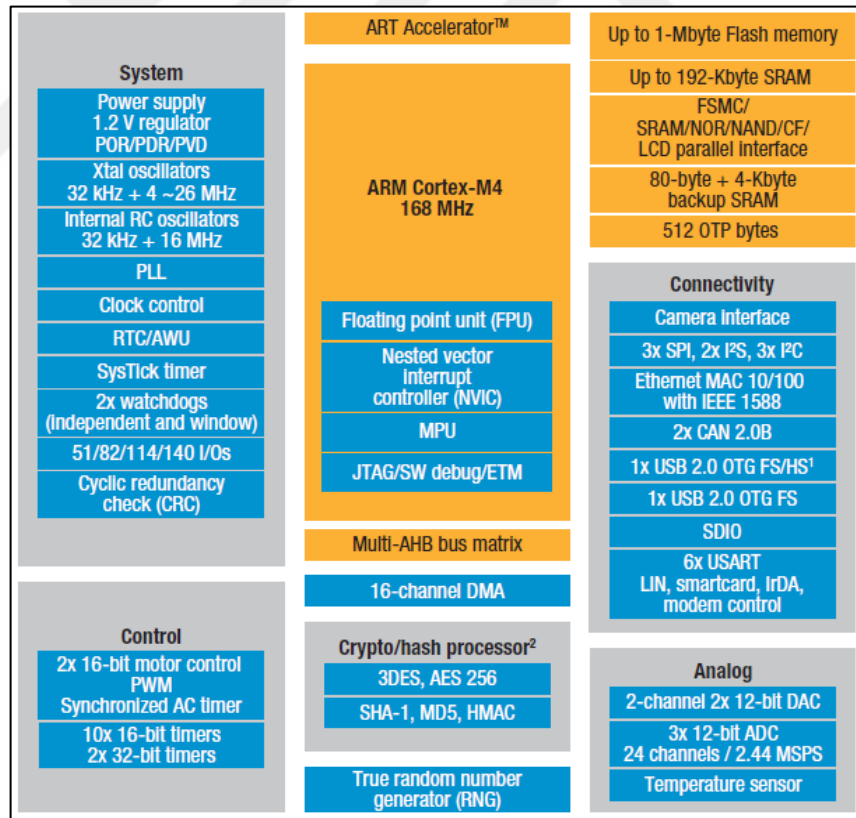 System
Power supply
1.2 V regulator
POR/PDR/PVD
Xtal oscillators
32 kHz + 4 ~26 MHz
Internal RC oscillators
32 kHz + 16 MHz
PLL
Clock control
RTC/AWU
SysTick timer
2x watchdogs
(independent and window)
51/82/114/140 I/Os
Cyclic redundancy
check (CRC)
Control
2x 16-bit motor control
PWM
Synchronized AC timer
10x 16-bit timers
2x 32-bit timers
ART Accelerator™
ARM Cortex-M4
168 MHz
Floating point unit (FPU)
Nested vector
interrupt
controller (NVIC)
MPU
JTAG/SW debug/ETM
Multi-AHB bus matrix
16-channel DMA
Crypto/hash processor²
3DES, AES 256
SHA-1, MD5, HMAC
True random number
generator (RNG)
Up to 1-Mbyte Flash memory
Up to 192-Kbyte SRAM
FSMC/
SRAM/NOR/NAND/CF/
LCD parallel interface
80-byte + 4-Kbyte
backup SRAM
512 OTP bytes
Connectivity
Camera interface
3x SPI, 2x I²S, 3x I²C
Ethernet MAC 10/100
with IEEE 1588
2x CAN 2.0B
1x USB 2.0 OTG FS/HS¹
1x USB 2.0 OTG FS
SDIO
6x USART
LIN, smartcard, IrDA,
modem control
Analog
2-channel 2x 12-bit DAC
3x 12-bit ADC
24 channels / 2.44 MSPS
Temperature sensor